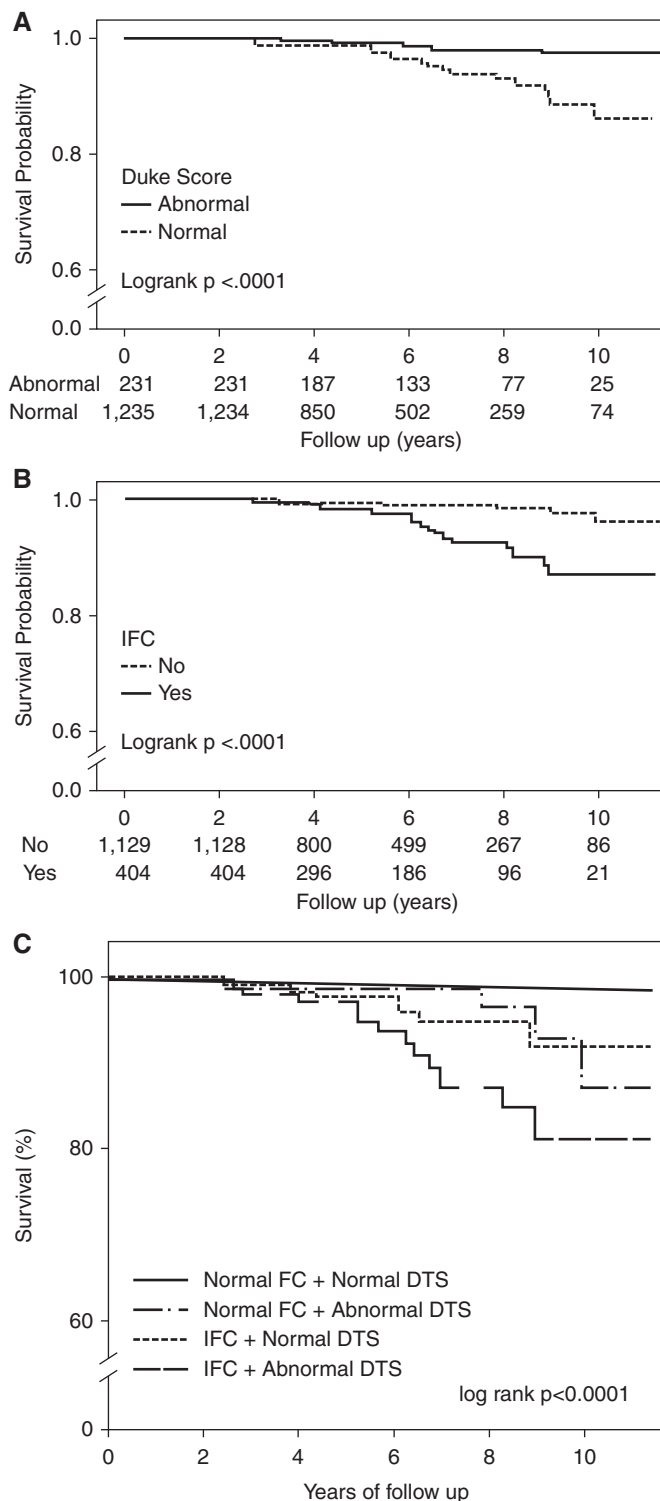 A
1.0
0.8
0.6
0.0
Survival Probability
Duke Score
Abnormal
Normal
Logrank p <.0001
0 2 4 6 8 10
Abnormal 231 231 187 133 77 25
Normal 1,235 1,234 850 502 259 74
Follow up (years)
B
1.0
0.8
0.6
0.0
Survival Probability
IFC
No
Yes
Logrank p <.0001
0 2 4 6 8 10
No 1,129 1,128 800 499 267 86
Yes 404 404 296 186 96 21
Follow up (years)
C
100
80
60
0
Survival (%)
Normal FC + Normal DTS
Normal FC + Abnormal DTS
IFC + Normal DTS
IFC + Abnormal DTS
log rank p<0.0001
0 2 4 6 8 10
Years of follow up